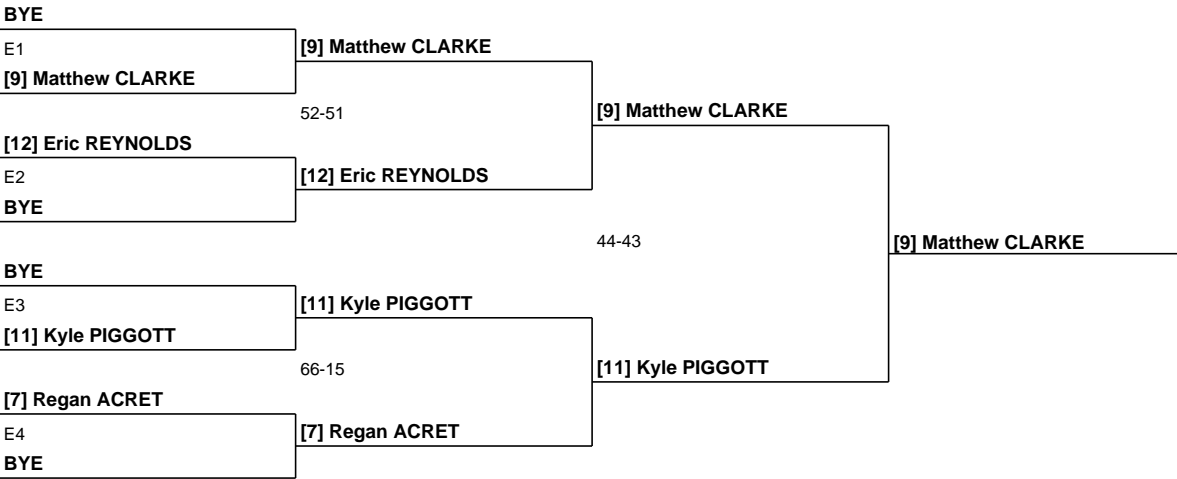 BYE
E1
[9] Matthew CLARKE
[9] Matthew CLARKE
52-51
[9] Matthew CLARKE
[12] Eric REYNOLDS
E2
[12] Eric REYNOLDS
BYE
44-43
[9] Matthew CLARKE
BYE
E3
[11] Kyle PIGGOTT
[11] Kyle PIGGOTT
66-15
[11] Kyle PIGGOTT
[7] Regan ACRET
E4
[7] Regan ACRET
BYE